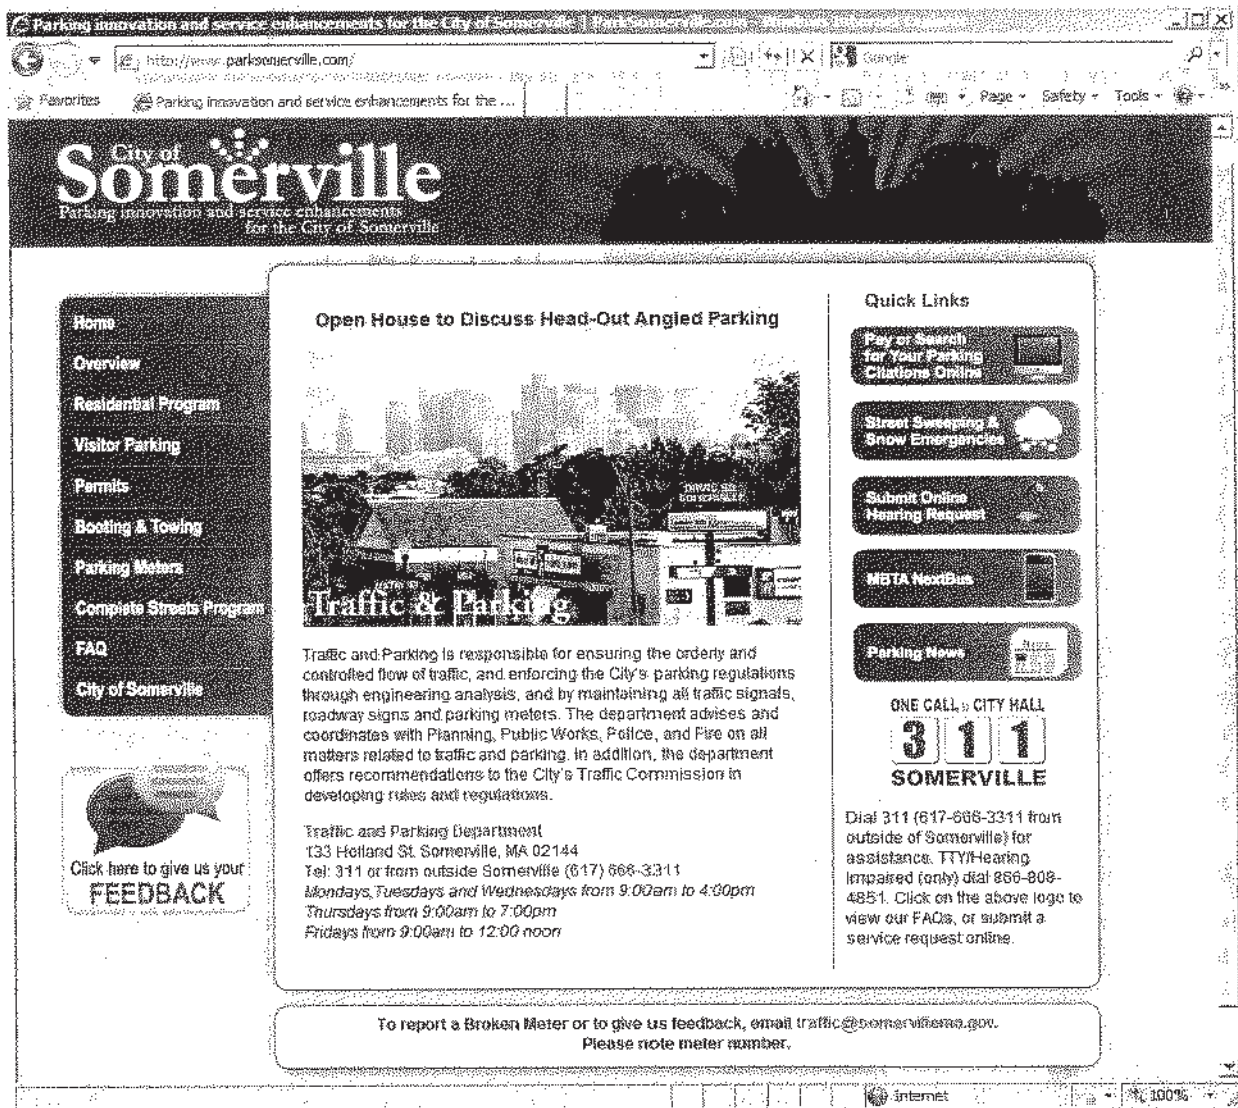 Parking innovation and service enhancements for the City of Somerville | ParkSomerville.com -
http://www.parksomerville.com/
Google
Favorites
Parking innovation and service enhancements for the ...
Page
Safety
Tools
City of
Somerville
Parking innovation and service enhancements
for the City of Somerville
Home
Overview
Residential Program
Visitor Parking
Permits
Booting & Towing
Parking Meters
Complete Streets Program
FAQ
City of Somerville
Click here to give us your
FEEDBACK
Open House to Discuss Head-Out Angled Parking
Traffic & Parking
Traffic and Parking is responsible for ensuring the orderly and
controlled flow of traffic, and enforcing the City's parking regulations
through engineering analysis, and by maintaining all traffic signals,
roadway signs and parking meters. The department advises and
coordinates with Planning, Public Works, Police, and Fire on all
matters related to traffic and parking. In addition, the department
offers recommendations to the City's Traffic Commission in
developing rules and regulations.
Traffic and Parking Department
133 Holland St. Somerville, MA 02144
Tel: 311 or from outside Somerville (617) 666-3311
Mondays,Tuesdays and Wednesdays from 9:00am to 4:00pm
Thursdays from 9:00am to 7:00pm
Fridays from 9:00am to 12:00 noon
Quick Links
Pay or Search
for Your Parking
Citations Online
Street Sweeping &
Snow Emergencies
Submit Online
Hearing Request
MBTA NextBus
Parking News
News
ONE CALL to CITY HALL
311
SOMERVILLE
Dial 311 (617-666-3311 from
outside of Somerville) for
assistance. TTY/Hearing
Impaired (only) dial 866-808-
4851. Click on the above logo to
view our FAQs, or submit a
service request online.
To report a Broken Meter or to give us feedback, email traffic@somervillema.gov.
Please note meter number.
Internet
100%